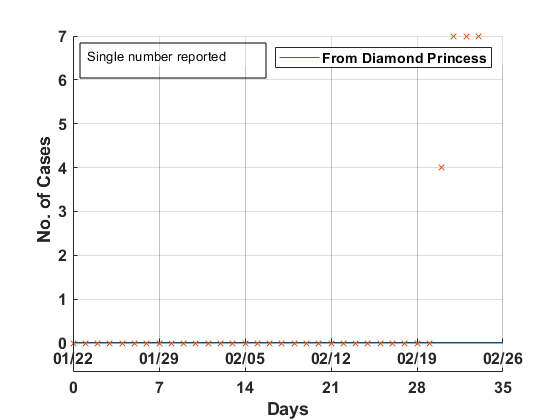 Single number reported
From Diamond Princess
No. of Cases
7
6
5
4
3
2
1
0
01/22 01/29 02/05 02/12 02/19 02/26
0 7 14 21 28 35
Days